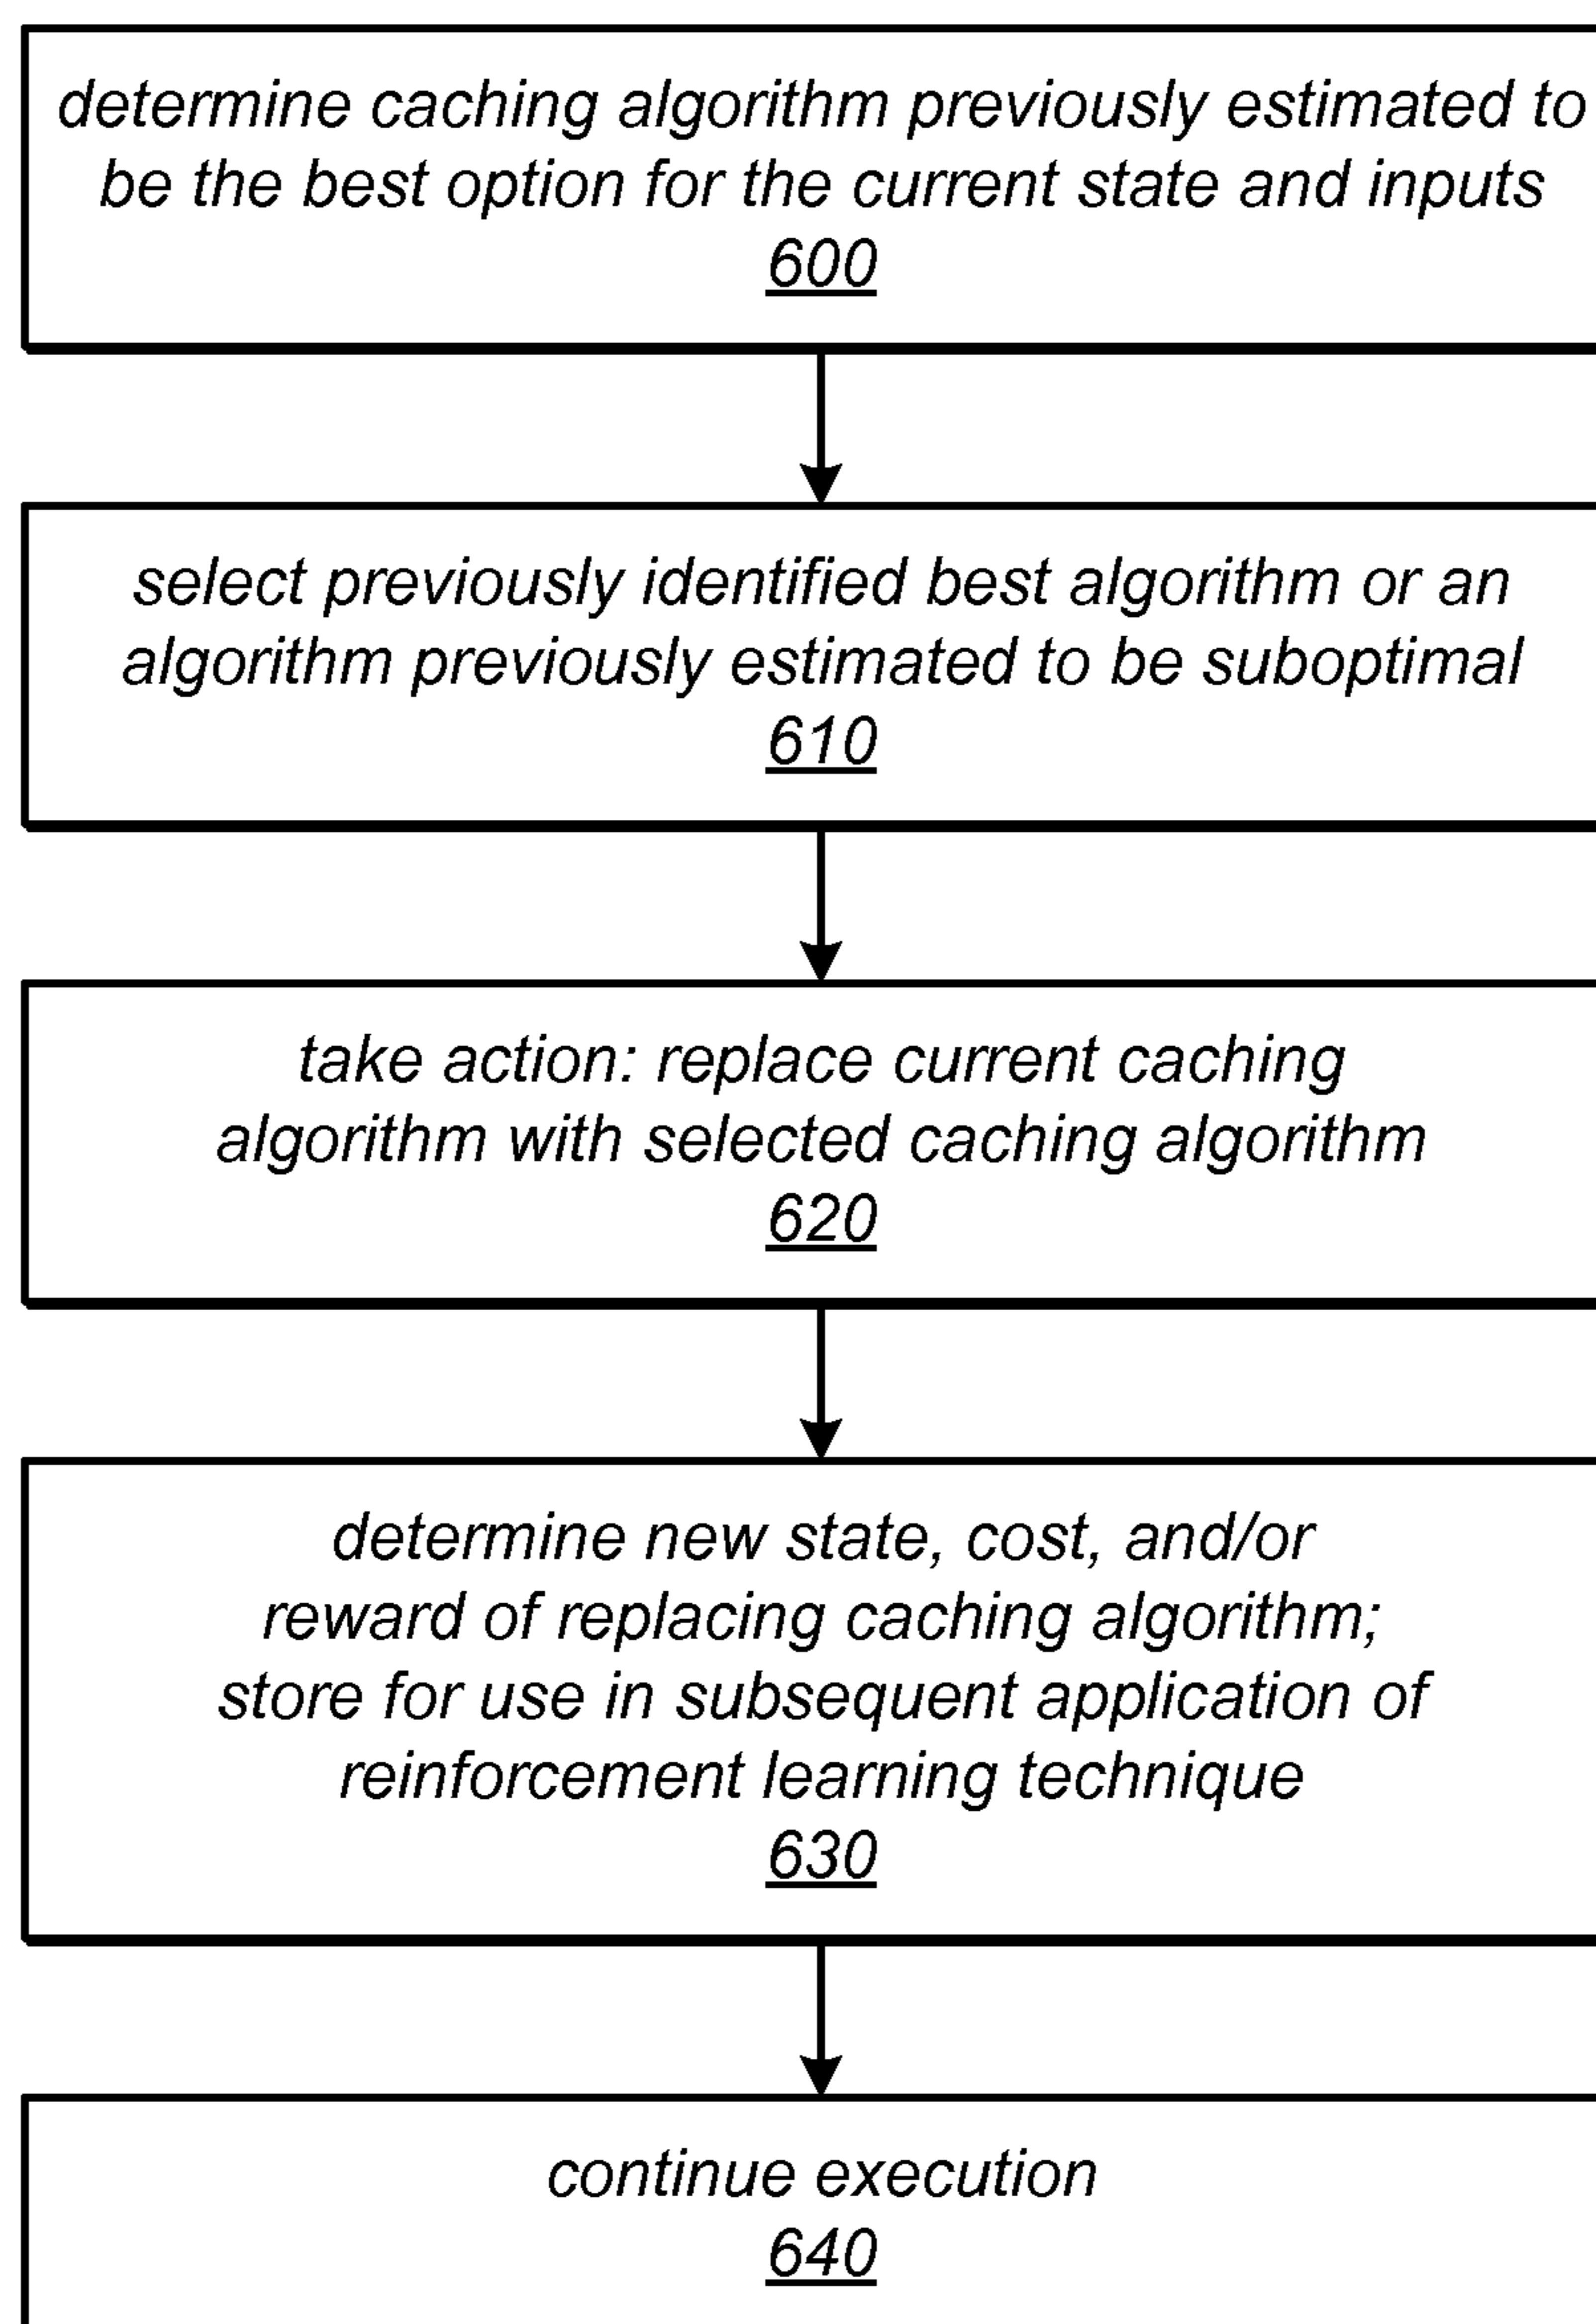 determine caching algorithm previously estimated to
be the best option for the current state and inputs
600
select previously identified best algorithm or an
algorithm previously estimated to be suboptimal
610
take action: replace current caching
algorithm with selected caching algorithm
620
determine new state, cost, and/or
reward of replacing caching algorithm;
store for use in subsequent application of
reinforcement learning technique
630
continue execution
640